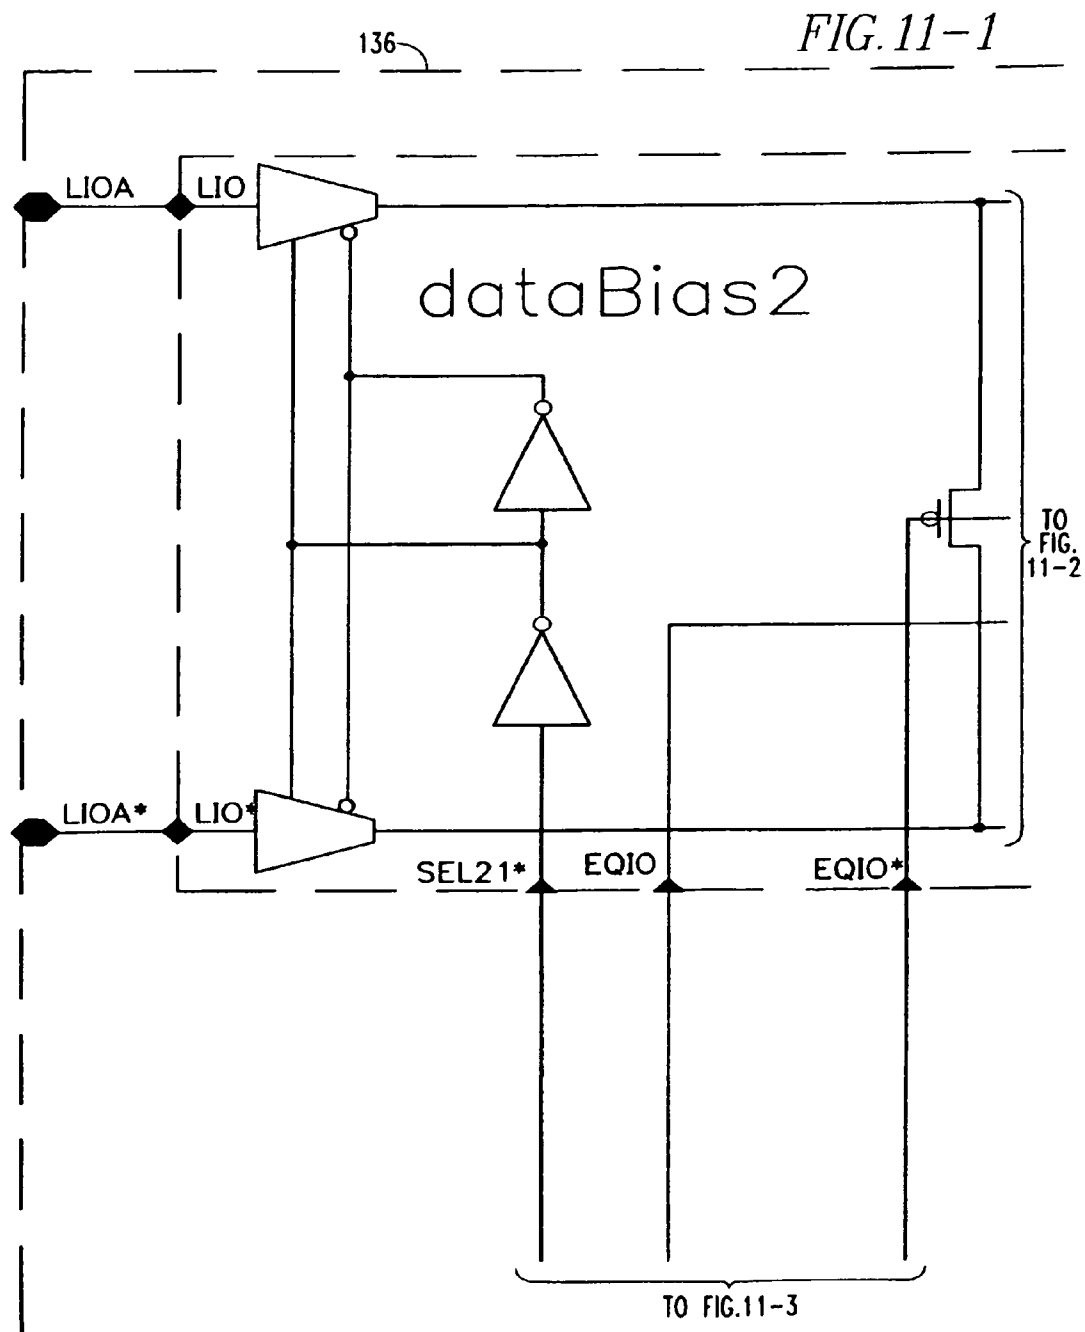 FIG. 11-1
136
LIOA
LIO
dataBias2
TO
FIG.
11-2
LIOA*
LIO*
SEL21*
EQIO
EQIO*
TO FIG.11-3